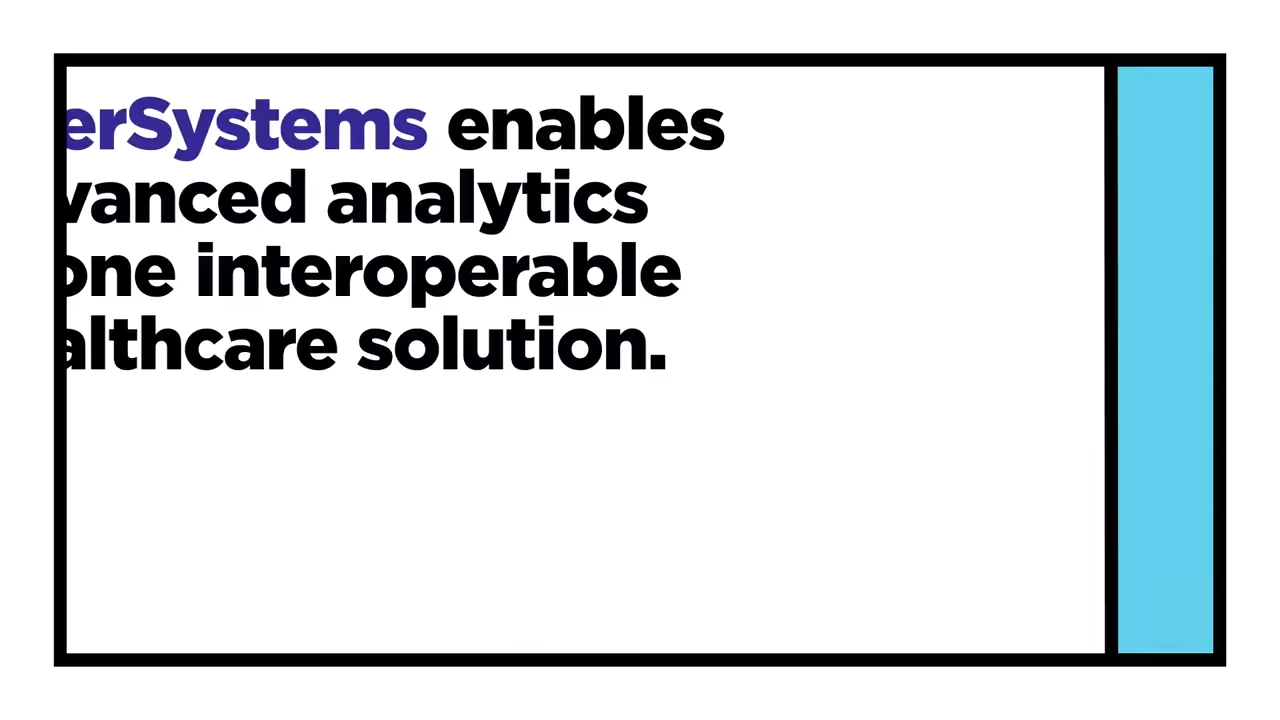 erSystems enables
vanced analytics
one interoperable
althcare solution.